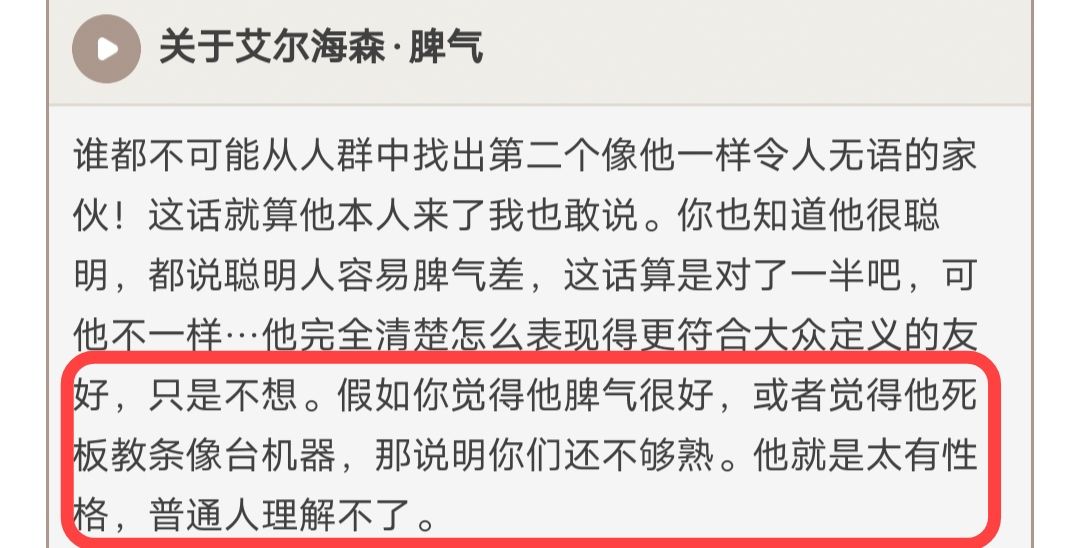 关于艾尔海森·脾气
谁都不可能从人群中找出第二个像他一样令人无语的家
伙！这话就算他本人来了我也敢说。你也知道他很聪
明，都说聪明人容易脾气差，这话算是对了一半吧，可
他不一样…他完全清楚怎么表现得更符合大众定义的友
好，只是不想。假如你觉得他脾气很好，或者觉得他死
板教条像台机器，那说明你们还不够熟。他就是太有性
格，普通人理解不了。